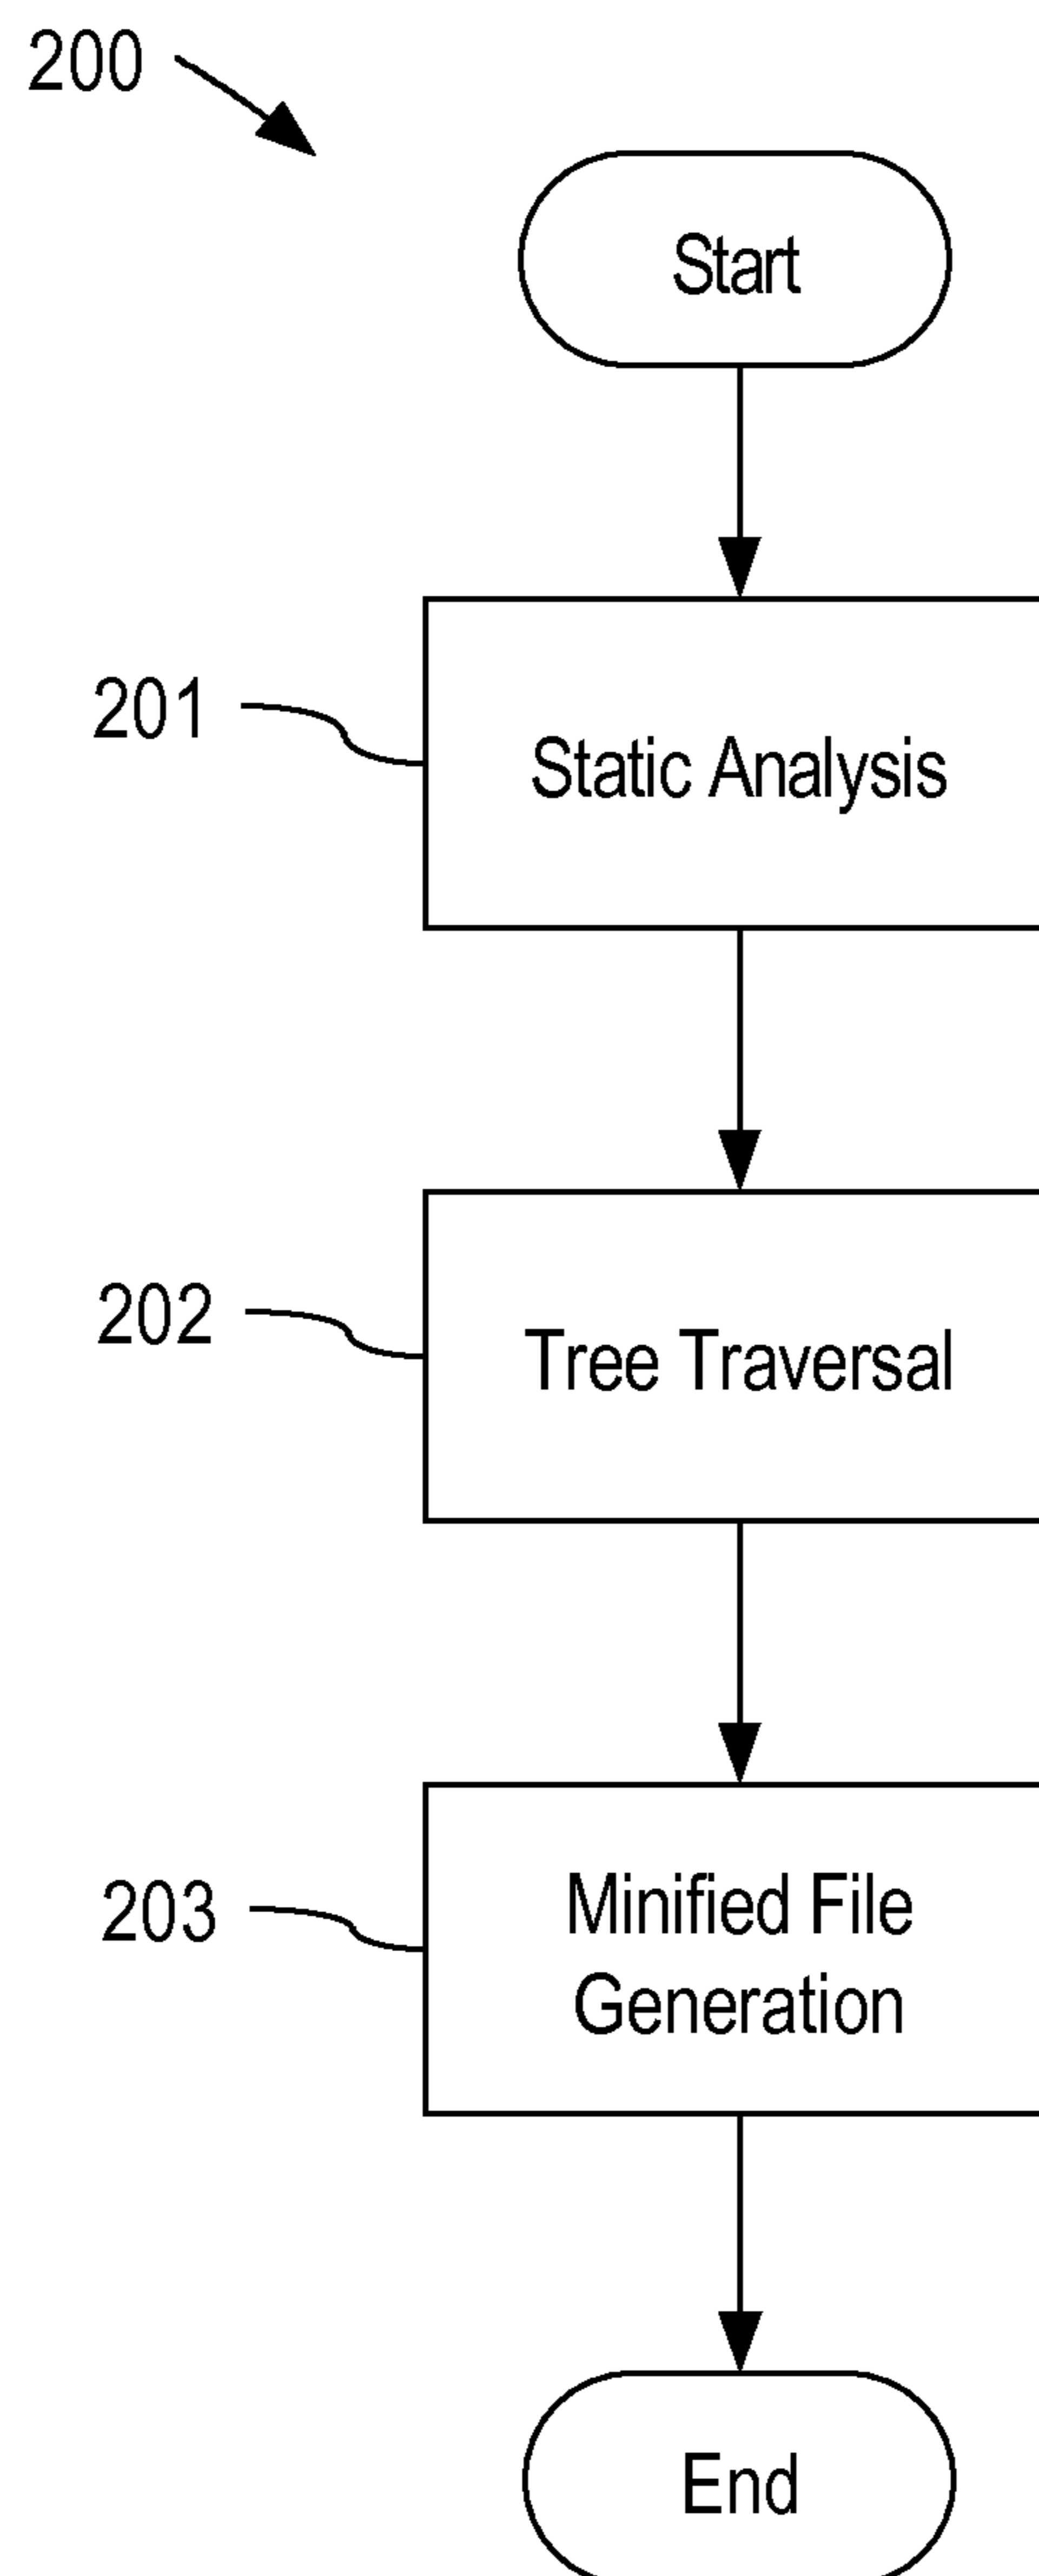 200
Start
201
Static Analysis
202
Tree Traversal
203
Minified File
Generation
End